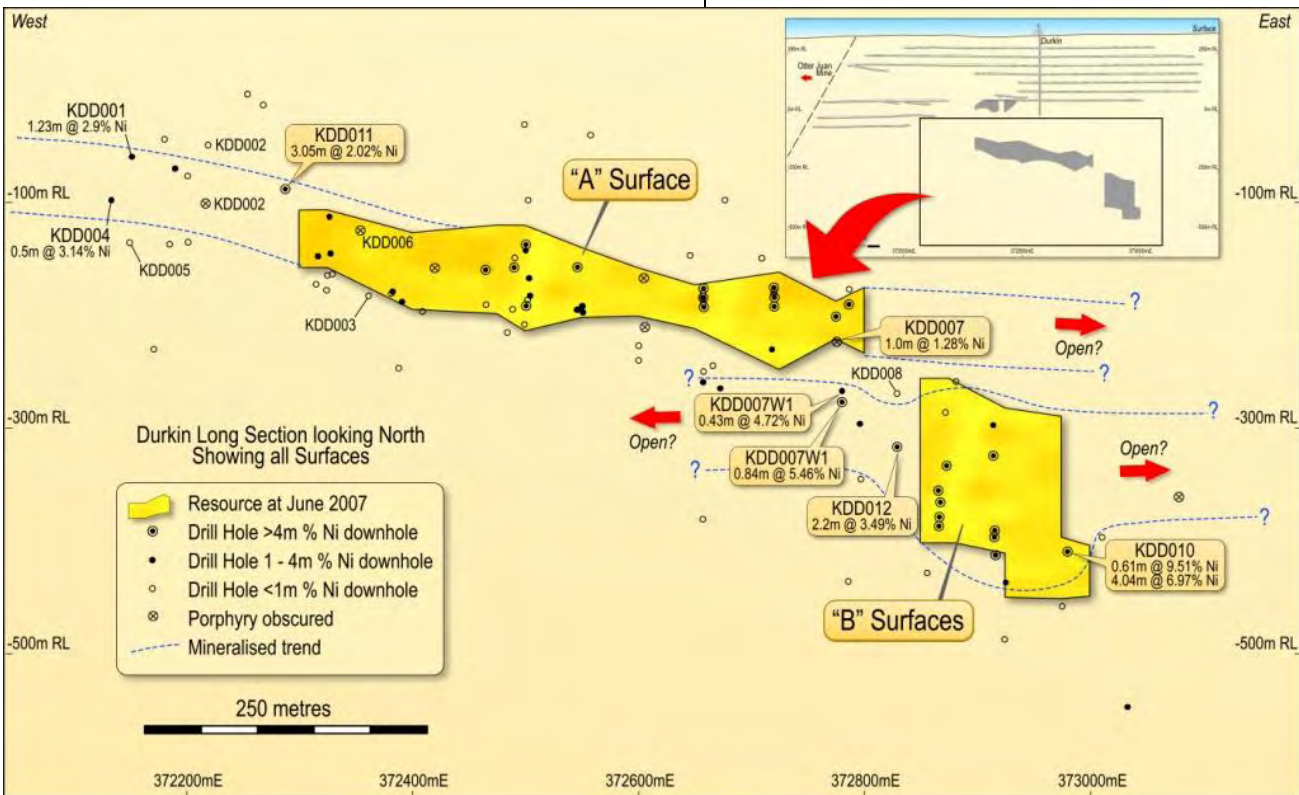 West
East
Surface
Durkin
Otter Juan
Mine
KDD001
1.23m @ 2.9% Ni
KDD002
KDD011
3.05m @ 2.02% Ni
"A" Surface
-100m RL
-100m RL
KDD002
KDD004
0.5m @ 3.14% Ni
KDD006
KDD005
KDD003
?
KDD007
1.0m @ 1.28% Ni
Open?
?
KDD008
?
KDD007W1
0.43m @ 4.72% Ni
?
-300m RL
-300m RL
Open?
Durkin Long Section looking North
Showing all Surfaces
KDD007W1
0.84m @ 5.46% Ni
?
Open?
Resource at June 2007
Drill Hole >4m % Ni downhole
Drill Hole 1 - 4m % Ni downhole
Drill Hole <1m % Ni downhole
Porphyry obscured
Mineralised trend
KDD012
2.2m @ 3.49% Ni
?
KDD010
0.61m @ 9.51% Ni
4.04m @ 6.97% Ni
"B" Surfaces
-500m RL
-500m RL
250 metres
372200mE
372400mE
372600mE
372800mE
373000mE